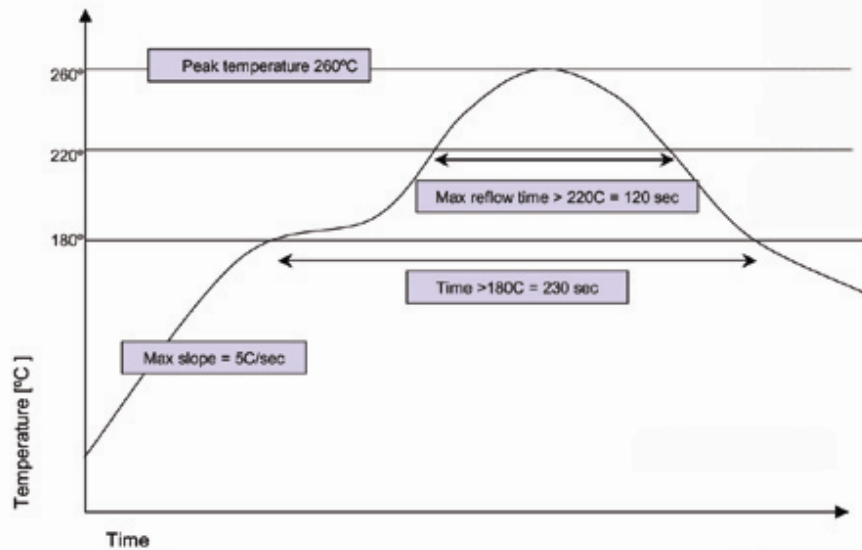 Peak temperature 260ºC
260º
220º
Max reflow time > 220C = 120 sec
180º
Time >180C = 230 sec
Max slope = 5C/sec
Temperature [ºC ]
Time